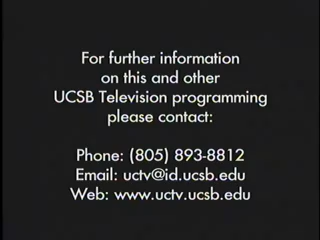 For further information
on this and other
UCSB Television programming
please contact:
Phone: (805) 893-8812
Email: uctv@id.ucsb.edu
Web: www.uctv.ucsb.edu